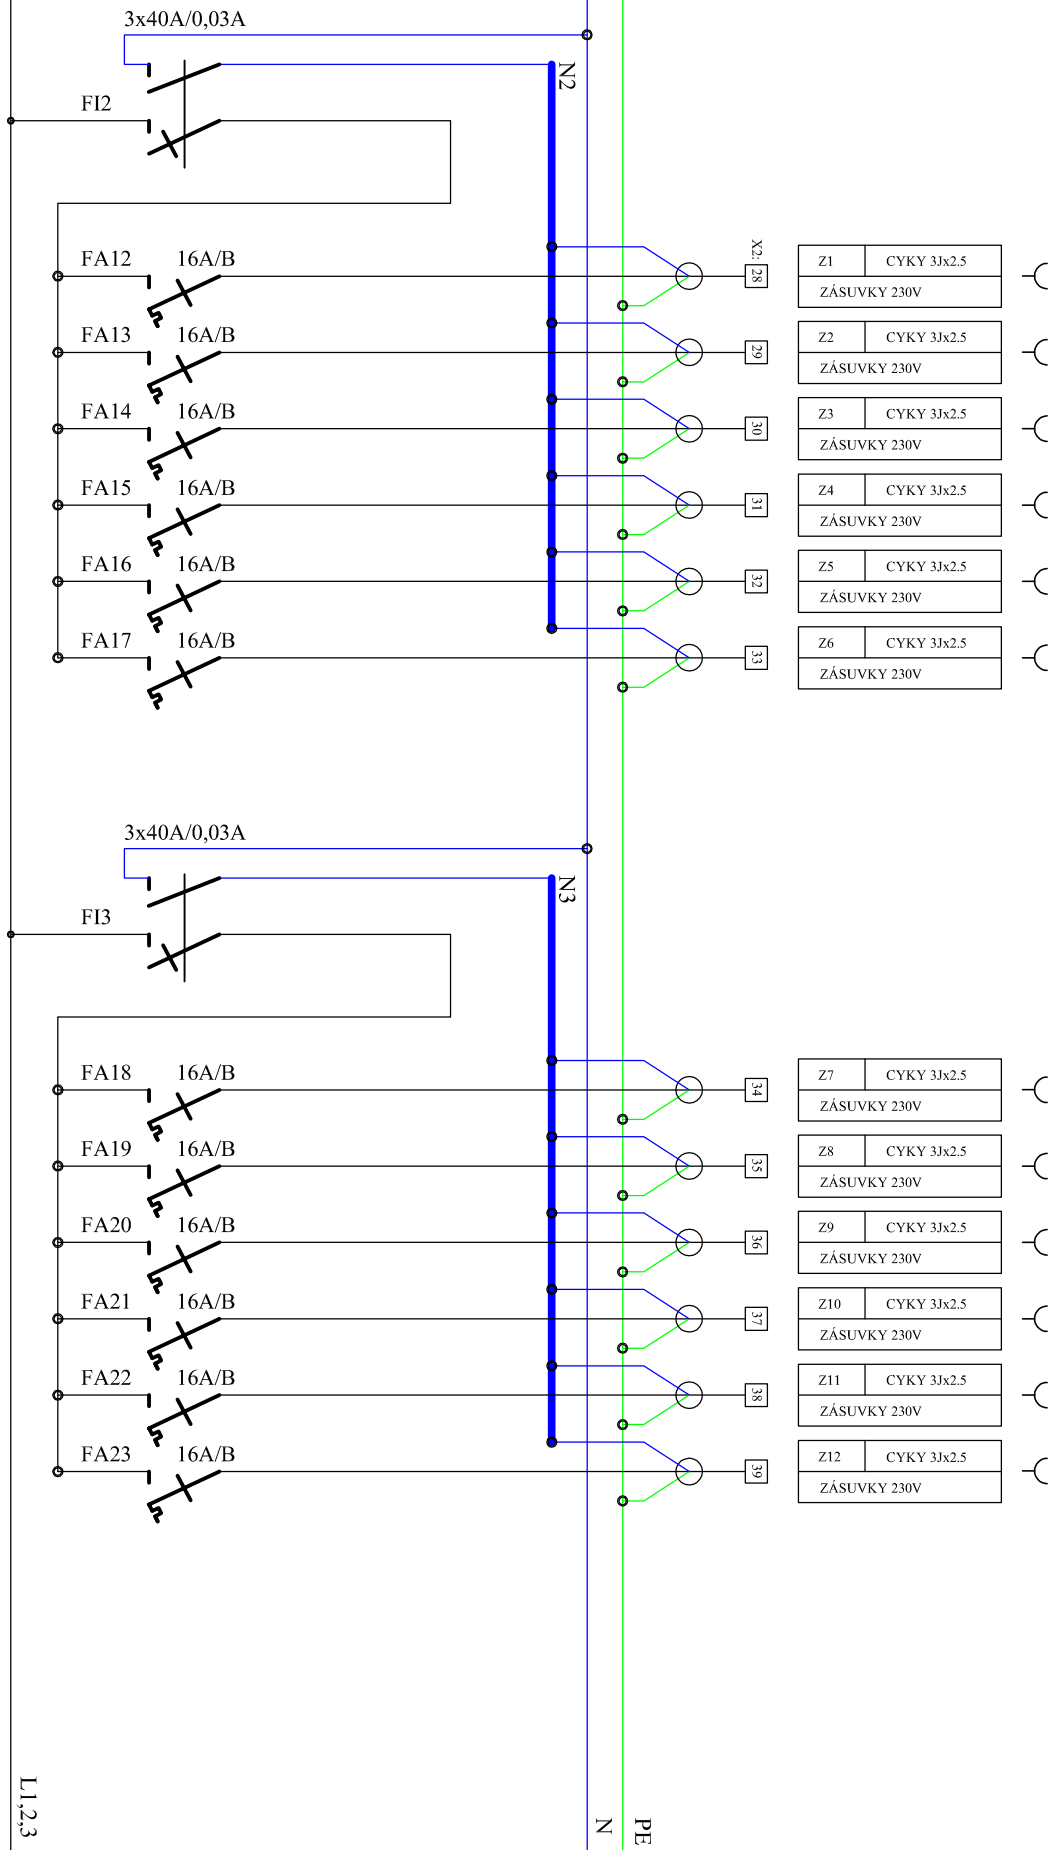 3x40A/0,03A
N2
FI2
X2:
FA12 16A/B 28 Z1 CYKY 3Jx2.5
ZÁSUVKY 230V
FA13 16A/B 29 Z2 CYKY 3Jx2.5
ZÁSUVKY 230V
FA14 16A/B 30 Z3 CYKY 3Jx2.5
ZÁSUVKY 230V
FA15 16A/B 31 Z4 CYKY 3Jx2.5
ZÁSUVKY 230V
FA16 16A/B 32 Z5 CYKY 3Jx2.5
ZÁSUVKY 230V
FA17 16A/B 33 Z6 CYKY 3Jx2.5
ZÁSUVKY 230V
3x40A/0,03A
N3
FI3
FA18 16A/B 34 Z7 CYKY 3Jx2.5
ZÁSUVKY 230V
FA19 16A/B 35 Z8 CYKY 3Jx2.5
ZÁSUVKY 230V
FA20 16A/B 36 Z9 CYKY 3Jx2.5
ZÁSUVKY 230V
FA21 16A/B 37 Z10 CYKY 3Jx2.5
ZÁSUVKY 230V
FA22 16A/B 38 Z11 CYKY 3Jx2.5
ZÁSUVKY 230V
FA23 16A/B 39 Z12 CYKY 3Jx2.5
ZÁSUVKY 230V
L1,2,3
N
PE